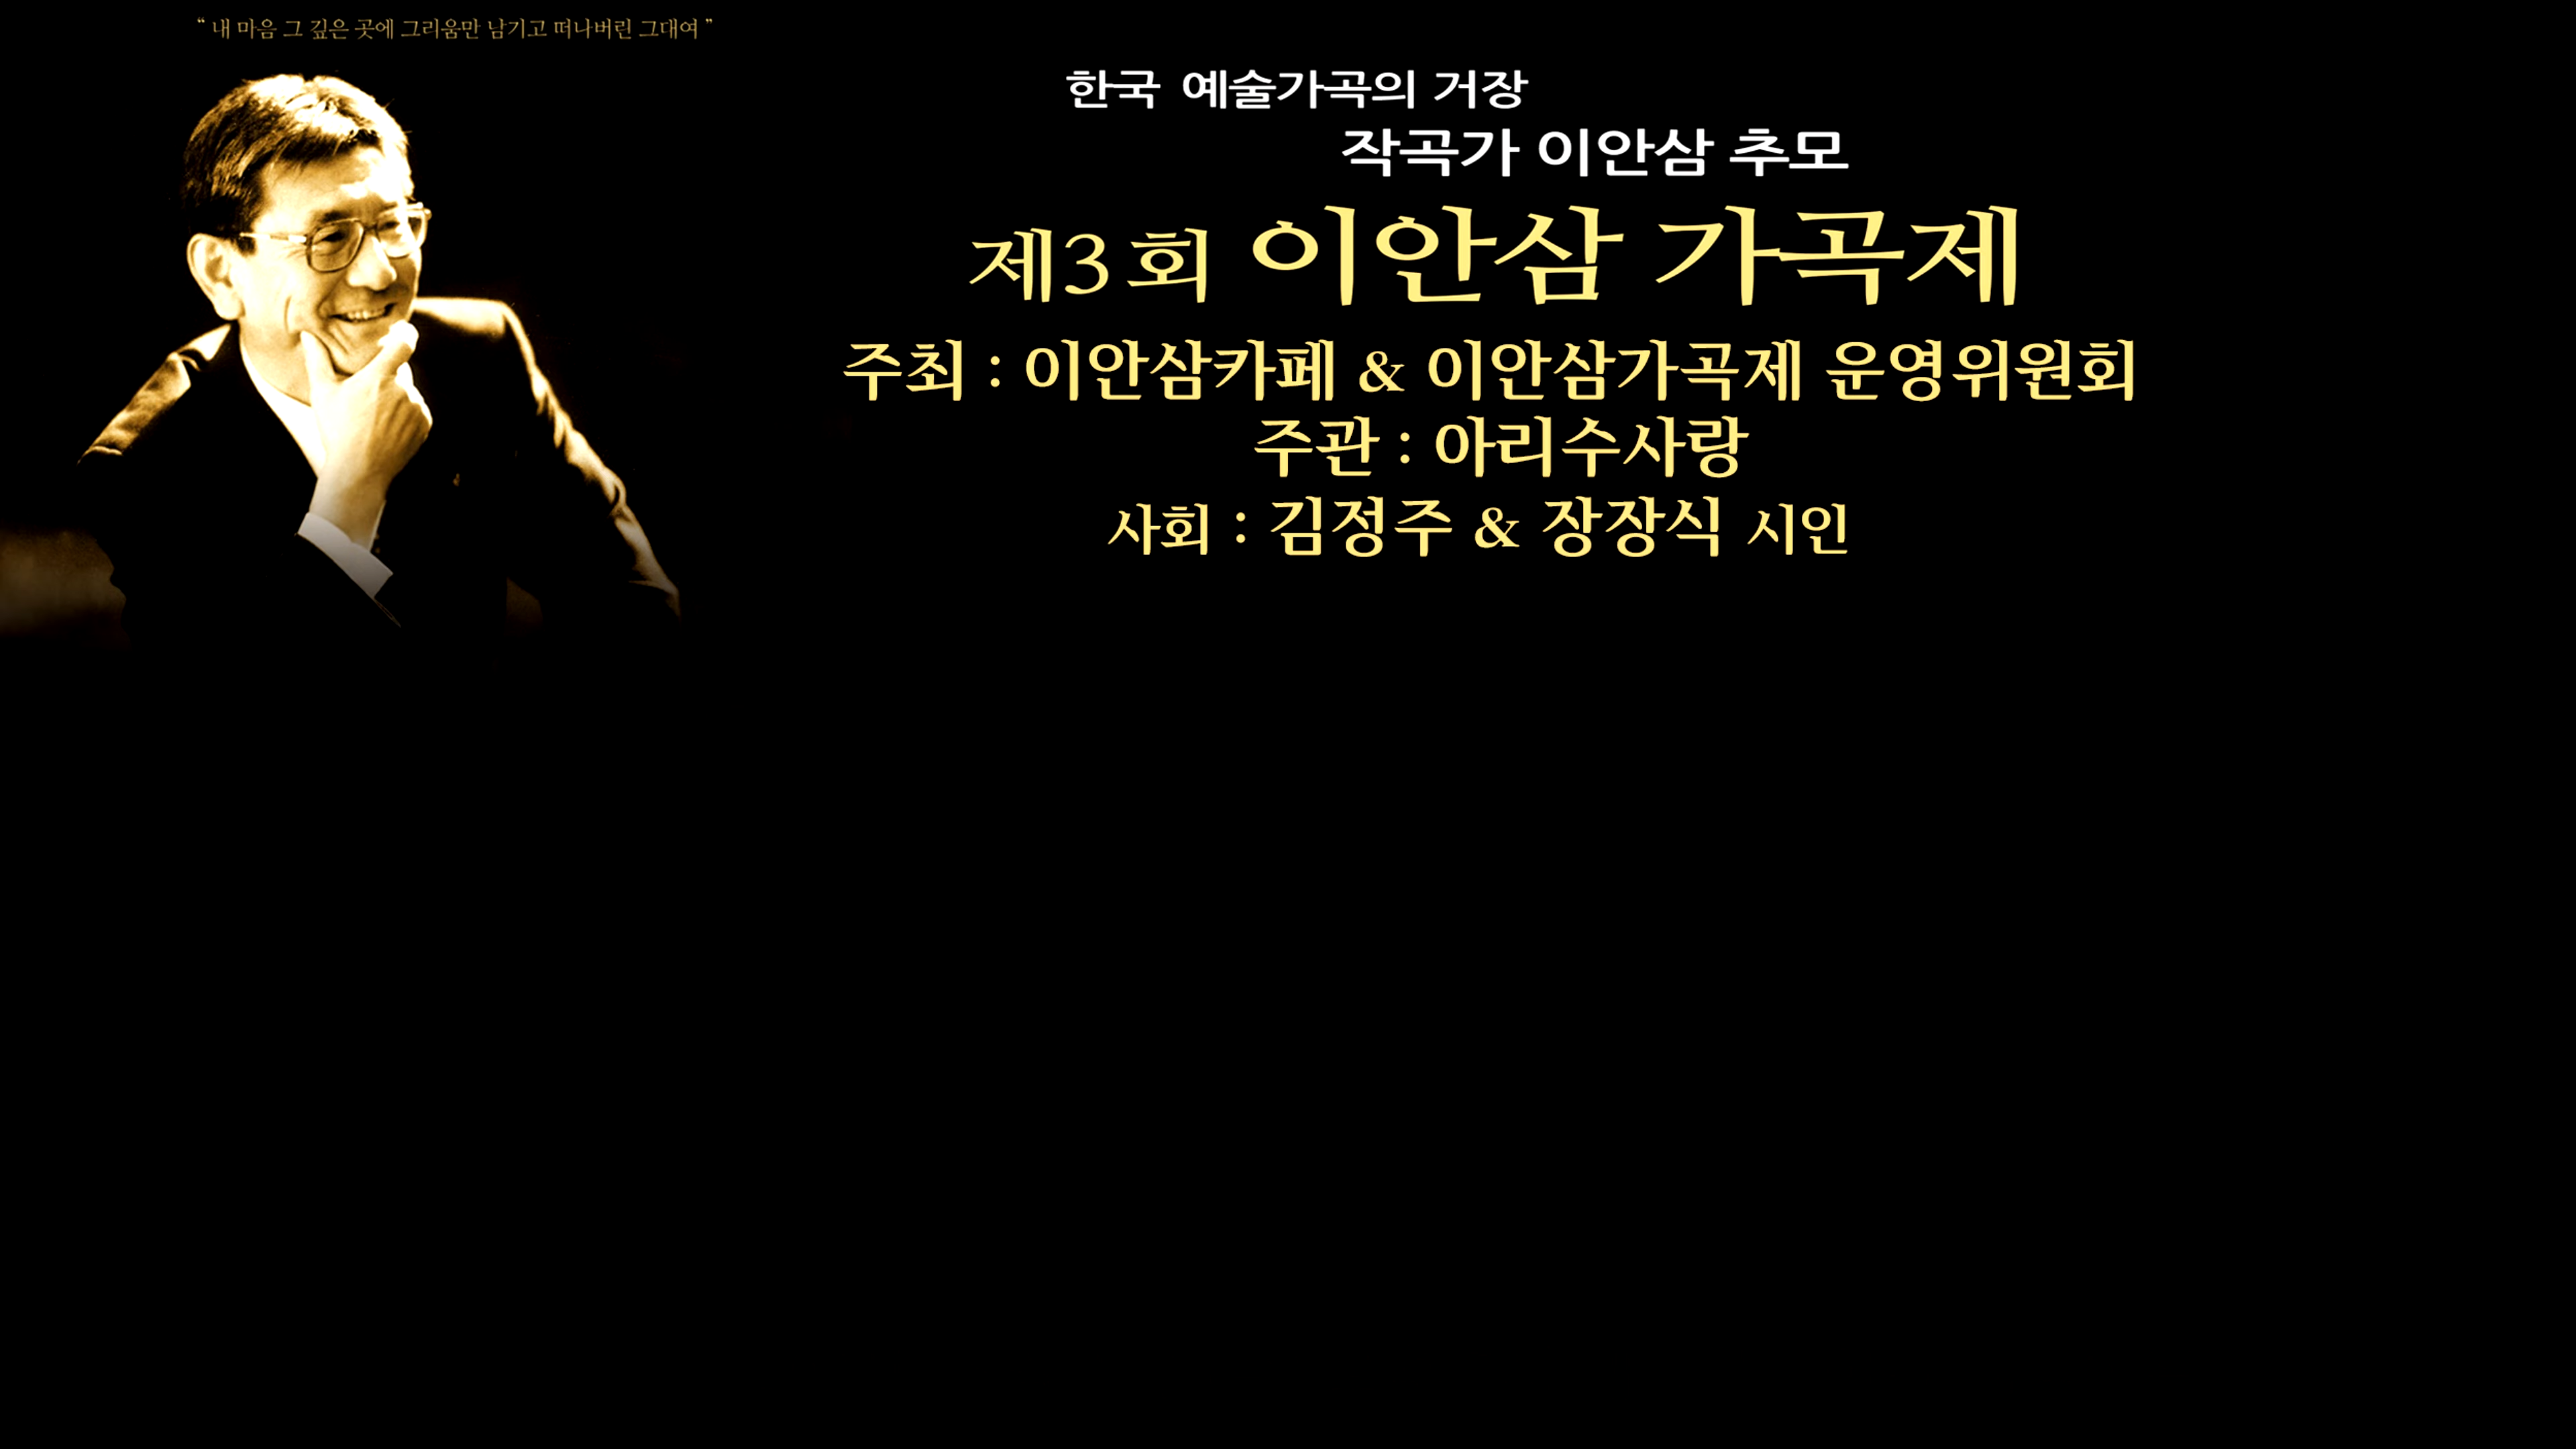 “ 내 마음 그 깊은 곳에 그리움만 남기고 떠나버린 그대여 ”
한국 예술가곡의 거장
작곡가 이안삼 추모
제3회 이안삼 가곡제
주최 : 이안삼카페 & 이안삼가곡제 운영위원회
주관 : 아리수사랑
사회 : 김정주 & 장장식 시인